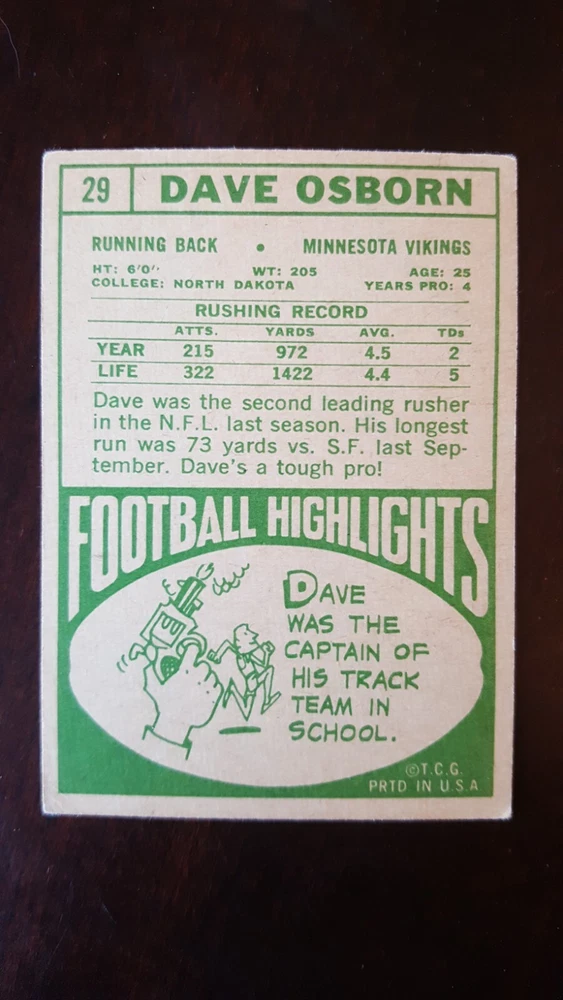 29 DAVE OSBORN
RUNNING BACK • MINNESOTA VIKINGS
HT: 6'0" WT: 205 AGE: 25
COLLEGE: NORTH DAKOTA YEARS PRO: 4
RUSHING RECORD
ATTS. YARDS AVG. TDs
YEAR 215 972 4.5 2
LIFE 322 1422 4.4 5
Dave was the second leading rusher
in the N.F.L. last season. His longest
run was 73 yards vs. S.F. last Sep-
tember. Dave's a tough pro!
FOOTBALL HIGHLIGHTS
DAVE
WAS THE
CAPTAIN OF
HIS TRACK
TEAM IN
SCHOOL.
©T.C.G.
PRTD IN U.S.A